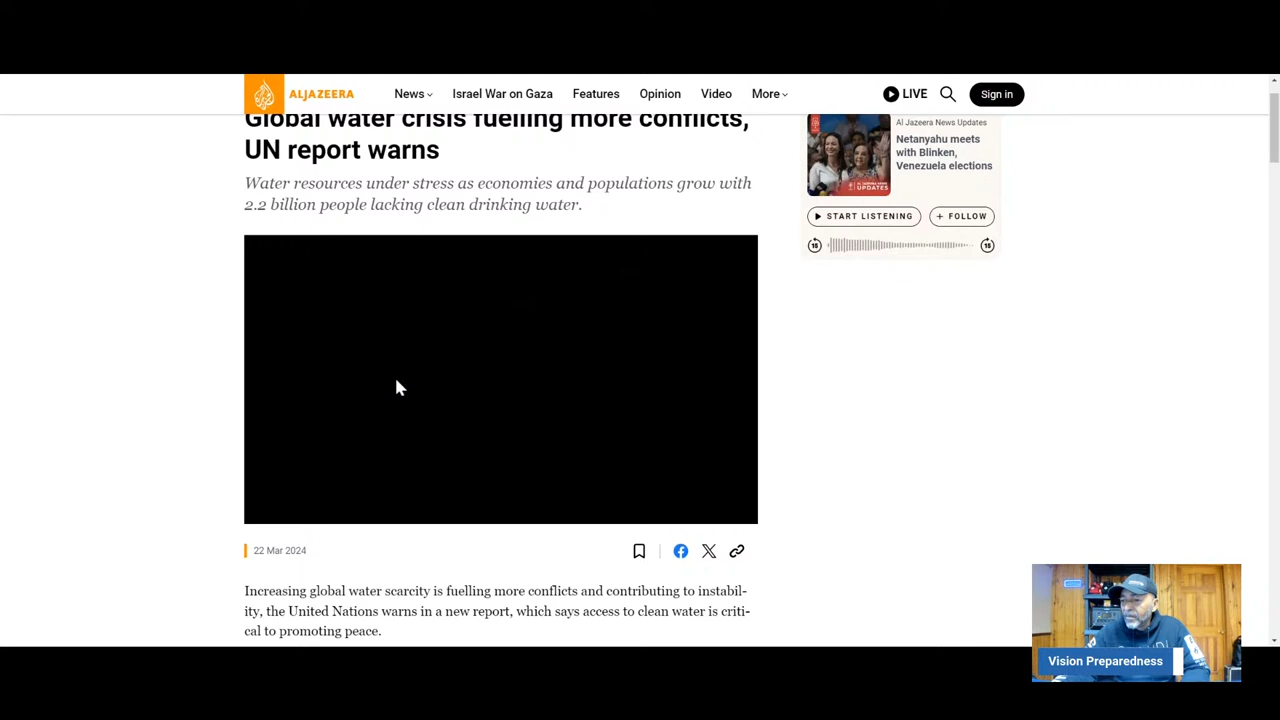 ALJAZEERA
News
Israel War on Gaza
Features
Opinion
Video
More
LIVE
Sign in
Global water crisis fuelling more conflicts,
UN report warns
Water resources under stress as economies and populations grow with
2.2 billion people lacking clean drinking water.
22 Mar 2024
Increasing global water scarcity is fuelling more conflicts and contributing to instabil-
ity, the United Nations warns in a new report, which says access to clean water is criti-
cal to promoting peace.
Al Jazeera News Updates
Netanyahu meets
with Blinken,
Venezuela elections
NEWS
UPDATES
START LISTENING
+ FOLLOW
15
15
Vision Preparedness